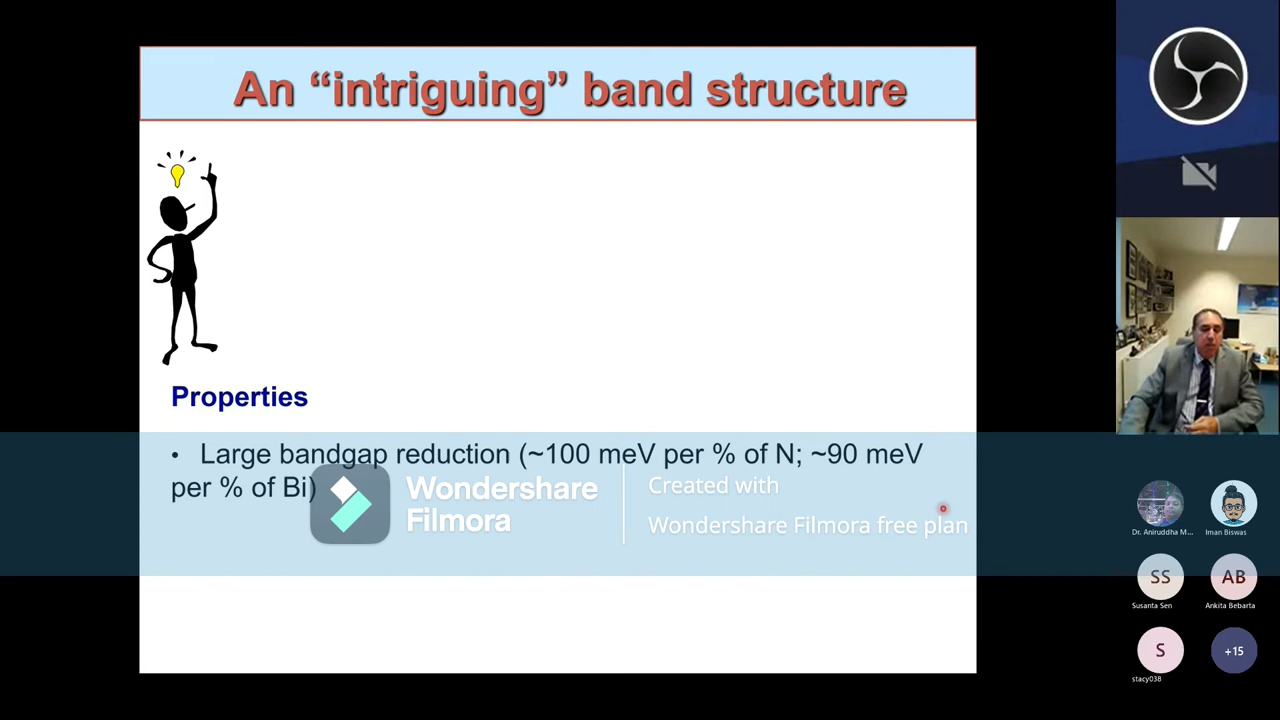 An “intriguing” band structure
Properties
• Large bandgap reduction (~100 meV per % of N; ~90 meV
per % of Bi)
Wondershare
Filmora
Created with
Wondershare Filmora free plan
Dr. Aniruddha M...
Iman Biswas
SS
AB
Susanta Sen
Ankita Bebarta
S
+15
stacy038